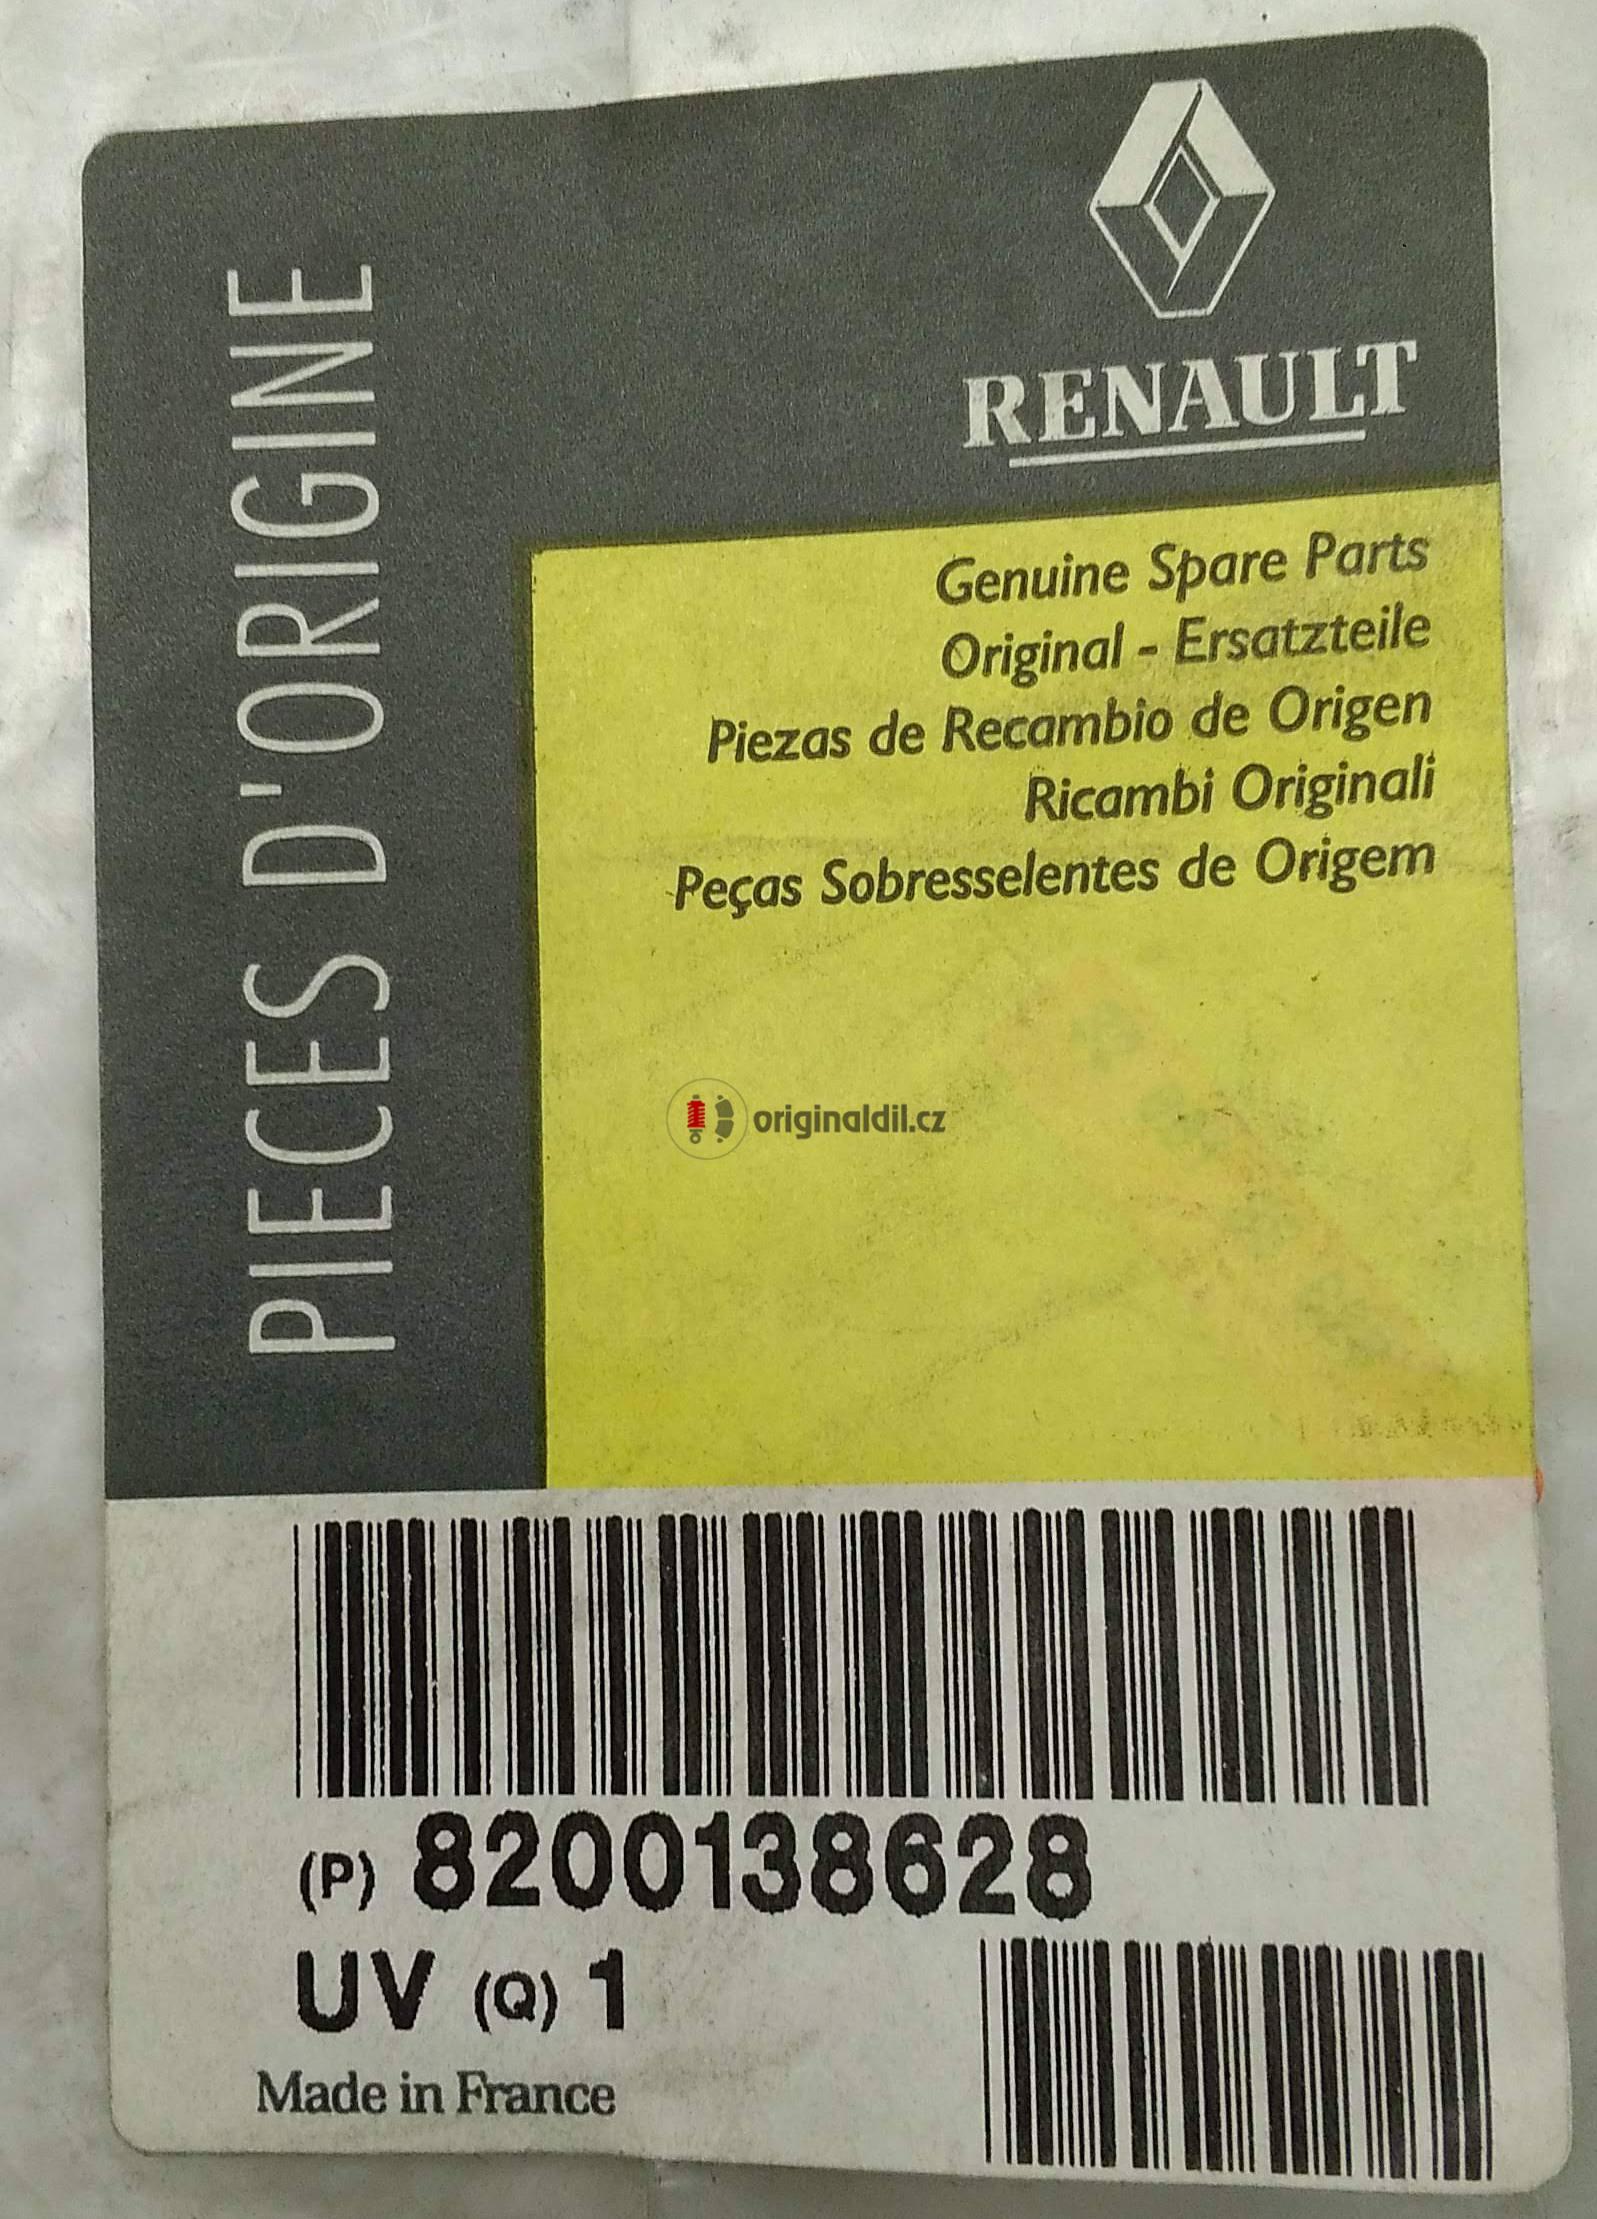 RENAULT
PIECES D'ORIGINE
Genuine Spare Parts
Original - Ersatzteile
Piezas de Recambio de Origen
Ricambi Originali
Peças Sobresselentes de Origem
originaldil.cz
(P) 8200138628
UV (Q) 1
Made in France